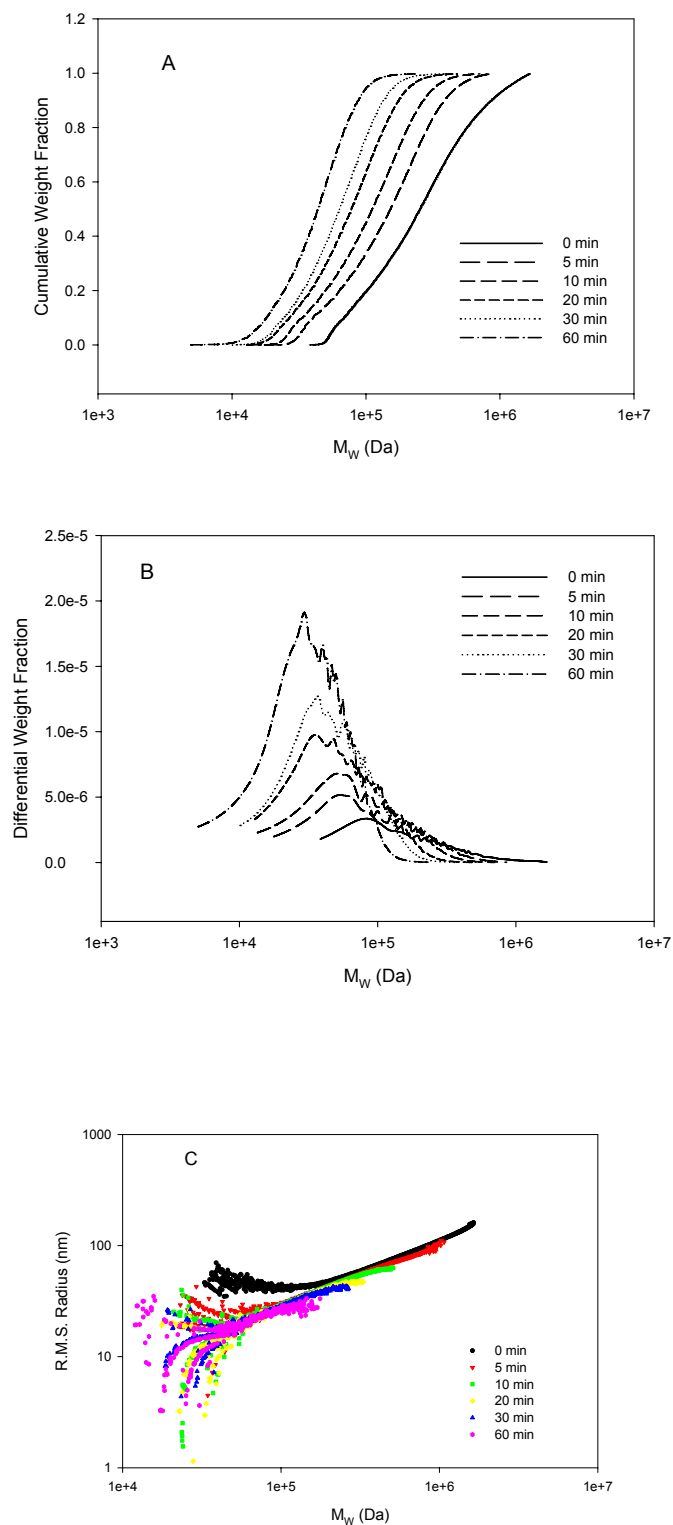 A
Cumulative Weight Fraction
1.2
1.0
0.8
0.6
0.4
0.2
0.0
0 min
5 min
10 min
20 min
30 min
60 min
1e+3 1e+4 1e+5 1e+6 1e+7
MW (Da)
B
Differential Weight Fraction
2.5e-5
2.0e-5
1.5e-5
1.0e-5
5.0e-6
0.0
0 min
5 min
10 min
20 min
30 min
60 min
1e+3 1e+4 1e+5 1e+6 1e+7
MW (Da)
C
R.M.S. Radius (nm)
1000
100
10
1
0 min
5 min
10 min
20 min
30 min
60 min
1e+4 1e+5 1e+6 1e+7
MW (Da)